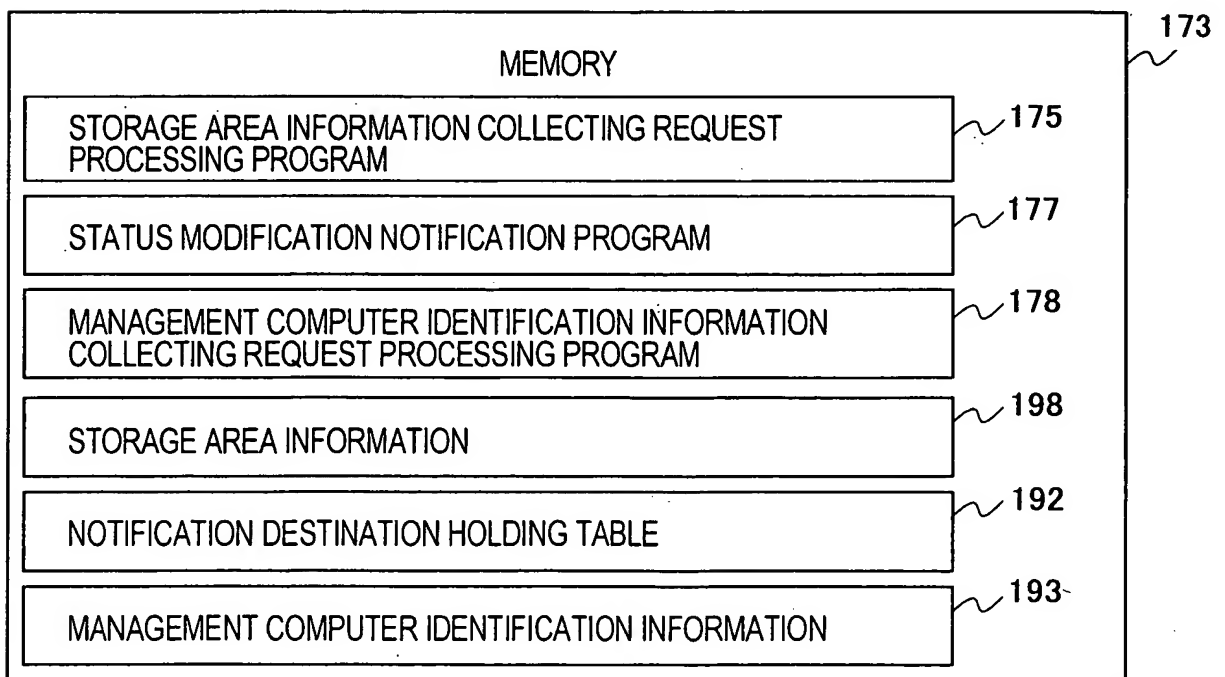 173
MEMORY
STORAGE AREA INFORMATION COLLECTING REQUEST
PROCESSING PROGRAM
175
STATUS MODIFICATION NOTIFICATION PROGRAM
177
MANAGEMENT COMPUTER IDENTIFICATION INFORMATION
COLLECTING REQUEST PROCESSING PROGRAM
178
STORAGE AREA INFORMATION
198
NOTIFICATION DESTINATION HOLDING TABLE
192
MANAGEMENT COMPUTER IDENTIFICATION INFORMATION
193